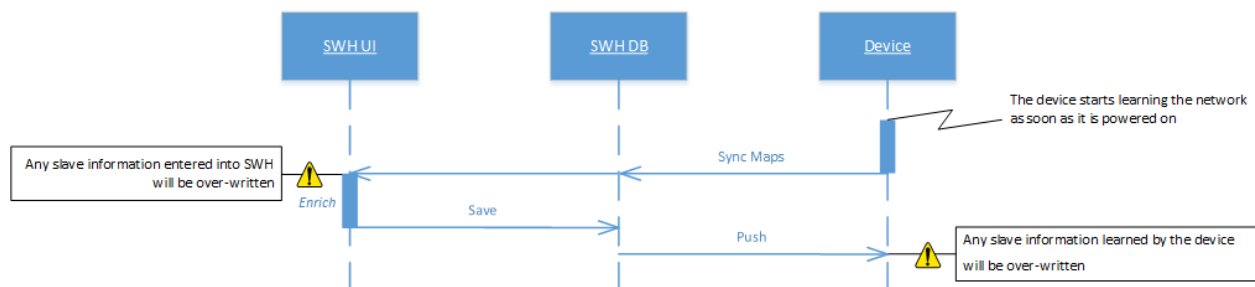 SWH UI
SWH DB
Device
The device starts learning the network
as soon as it is powered on
Sync Maps
Any slave information entered into SWH
will be over-written
Enrich
Save
Push
Any slave information learned by the device
will be over-written